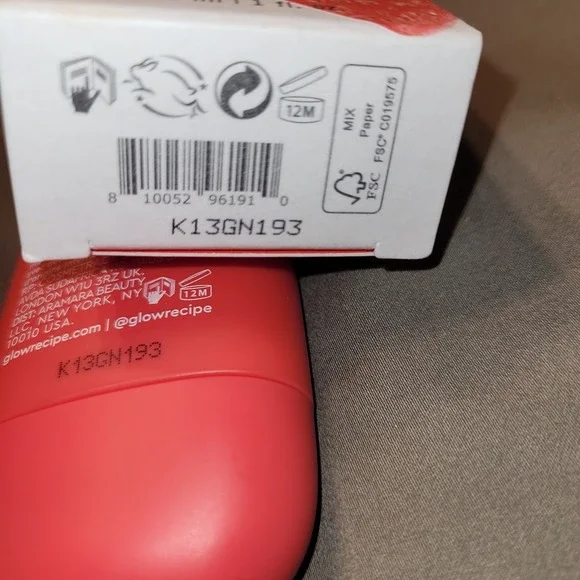 12M
MIX
Paper
FSC® C019575
FSC
8 10052 96191 0
K13GN193
LONDON W1U 3RZ UK.
DIST: ARAMARA BEAUTY
LLC, NEW YORK, NY
10010 USA.
12M
glowrecipe.com | @glowrecipe
K13GN193